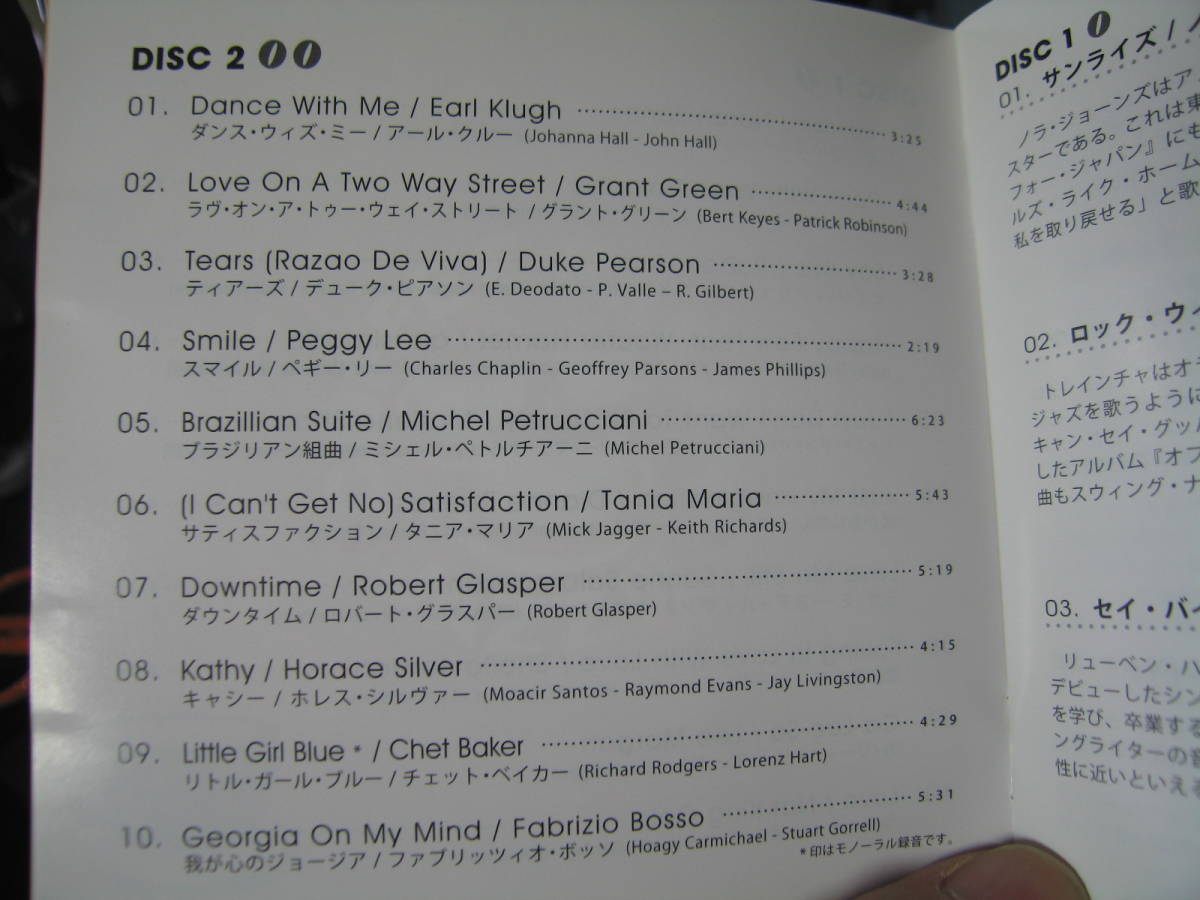 DISC 2
01. Dance With Me / Earl Klugh 3:25
ダンス・ウィズ・ミー / アール・クルー (Johanna Hall - John Hall)
02. Love On A Two Way Street / Grant Green 4:44
ラヴ・オン・ア・トゥー・ウェイ・ストリート / グラント・グリーン (Bert Keyes - Patrick Robinson)
03. Tears (Razao De Viva) / Duke Pearson 3:28
ティアーズ / デューク・ピアソン (E. Deodato - P. Valle – R. Gilbert)
04. Smile / Peggy Lee 2:19
スマイル / ペギー・リー (Charles Chaplin - Geoffrey Parsons - James Phillips)
05. Brazillian Suite / Michel Petrucciani 6:23
ブラジリアン組曲 / ミシェル・ペトルチアーニ (Michel Petrucciani)
06. (I Can't Get No) Satisfaction / Tania Maria 5:43
サティスファクション / タニア・マリア (Mick Jagger - Keith Richards)
07. Downtime / Robert Glasper 5:19
ダウンタイム / ロバート・グラスパー (Robert Glasper)
08. Kathy / Horace Silver 4:15
キャシー / ホレス・シルヴァー (Moacir Santos - Raymond Evans - Jay Livingston)
09. Little Girl Blue * / Chet Baker 4:29
リトル・ガール・ブルー / チェット・ベイカー (Richard Rodgers - Lorenz Hart)
10. Georgia On My Mind / Fabrizio Bosso 5:31
我が心のジョージア / ファブリッツィオ・ボッソ (Hoagy Carmichael - Stuart Gorrell)
* 印はモノーラル録音です。
DISC 1
01. サンライズ /
ノラ・ジョーンズはア
スターである。これは東
フォー・ジャパン』にも
ルズ・ライク・ホーム
私を取り戻せる」と歌
02. ロック・ウィ
トレインチャはオ
ジャズを歌うように
キャン・セイ・グッ
したアルバム『オフ
曲もスウィング・ナ
03. セイ・バイ
リューベン・ハ
デビューしたシン
を学び、卒業する
ングライターの音
性に近いといえる